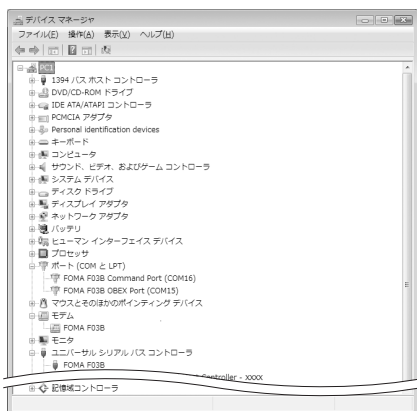 デバイス マネージャ
ファイル(F) 操作(A) 表示(V) ヘルプ(H)
PC1
1394 バス ホスト コントローラ
DVD/CD-ROM ドライブ
IDE ATA/ATAPI コントローラ
PCMCIA アダプタ
Personal identification devices
キーボード
コンピュータ
サウンド、ビデオ、およびゲーム コントローラ
システム デバイス
ディスク ドライブ
ディスプレイ アダプタ
ネットワーク アダプタ
バッテリ
ヒューマン インターフェイス デバイス
プロセッサ
ポート (COM と LPT)
FOMA F03B Command Port (COM16)
FOMA F03B OBEX Port (COM15)
マウスとそのほかのポインティング デバイス
モデム
FOMA F03B
モニタ
ユニバーサル シリアル バス コントローラ
FOMA F03B
Controller - xxxx
記憶域コントローラ